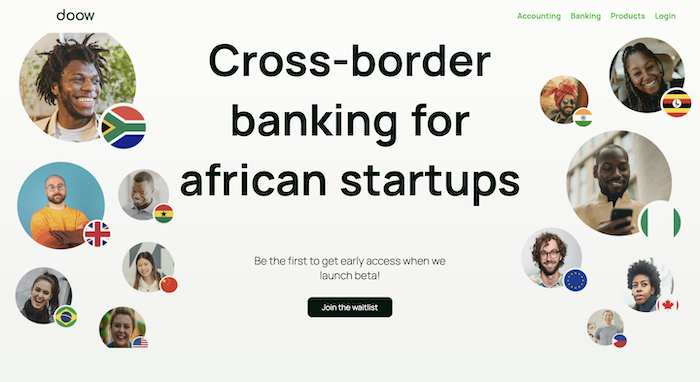 doow
Accounting Banking Products Login
Cross-border
banking for
african startups
Be the first to get early access when we
launch beta!
Join the waitlist